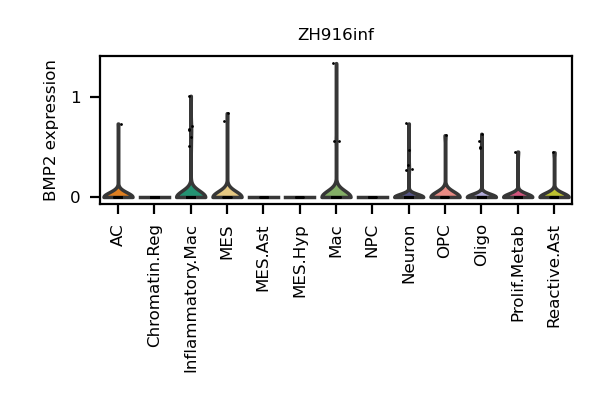 ZH916inf
BMP2 expression
1
0
AC
Chromatin.Reg
Inflammatory.Mac
MES
MES.Ast
MES.Hyp
Mac
NPC
Neuron
OPC
Oligo
Prolif.Metab
Reactive.Ast